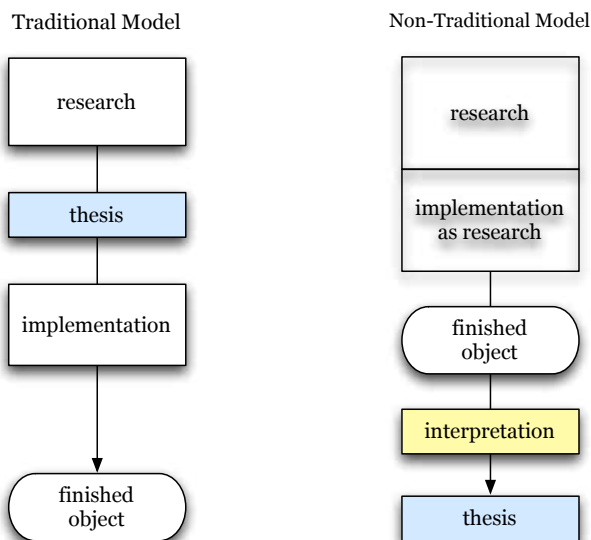 Traditional Model
research
thesis
implementation
finished
object
Non-Traditional Model
research
implementation
as research
finished
object
interpretation
thesis